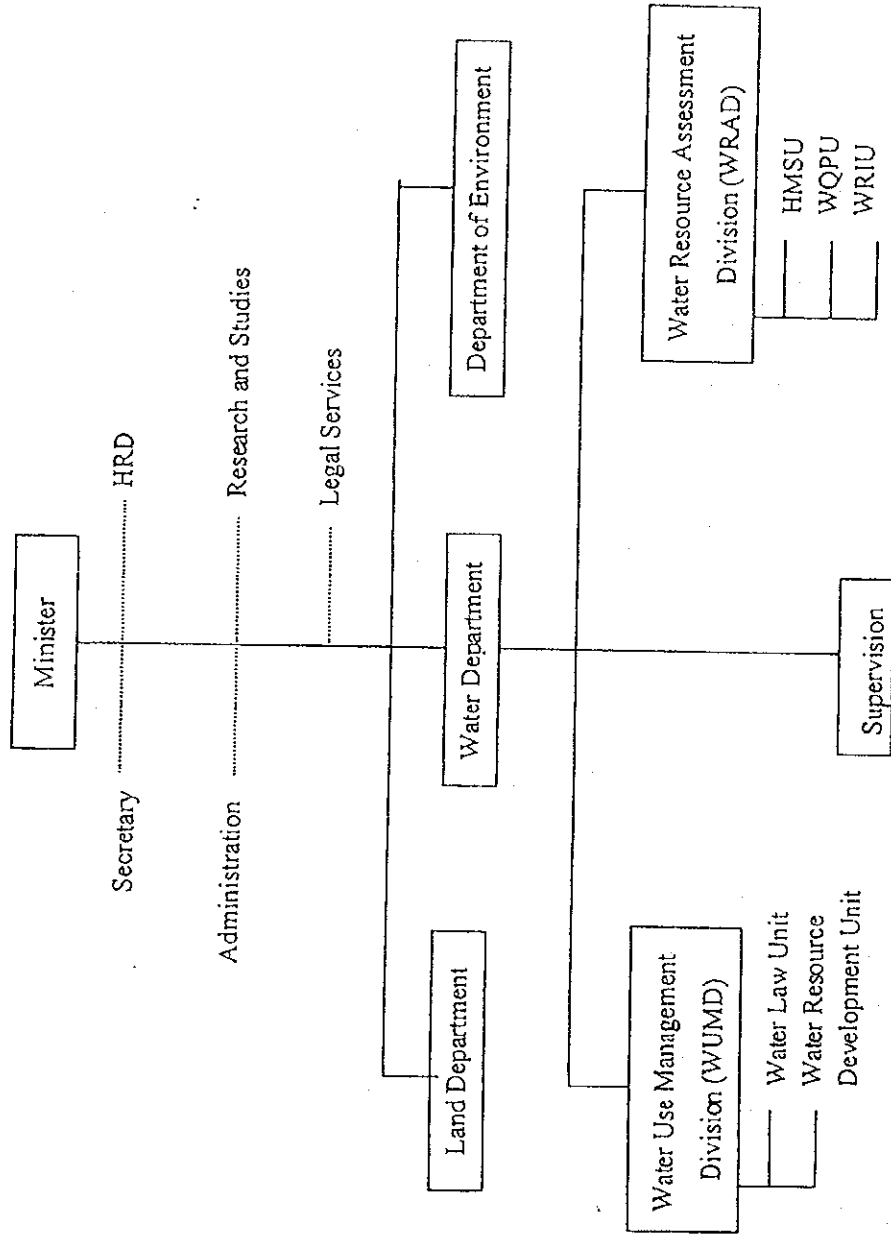 Minister
Secretary
HRD
Administration
Research and Studies
Legal Services
Land Department
Water Department
Department of Environment
Water Use Management
Division (WUMD)
Water Law Unit
Water Resource
Development Unit
Supervision
Water Resource Assessment
Division (WRAD)
HMSU
WQPU
WRIU